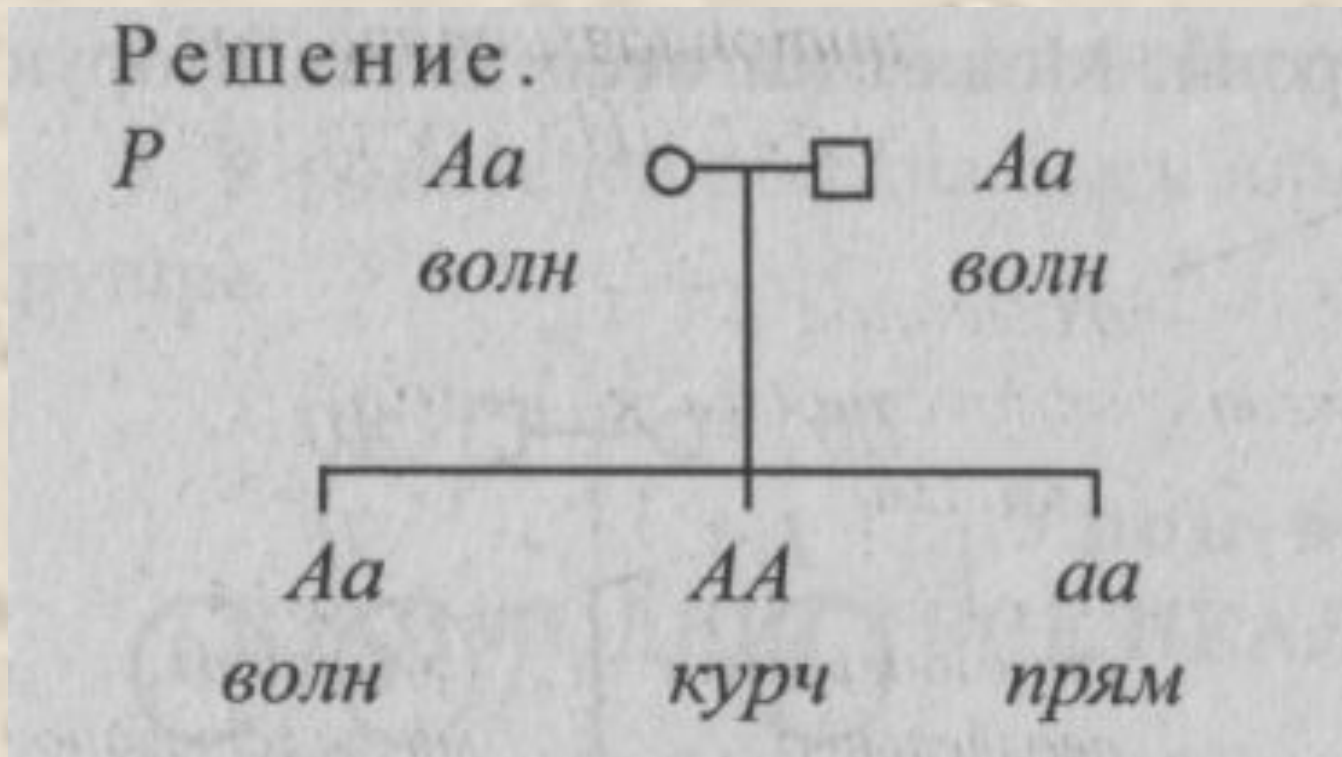 Решение.
P Aa Aa
волн волн
Aa AA aa
волн курч прям